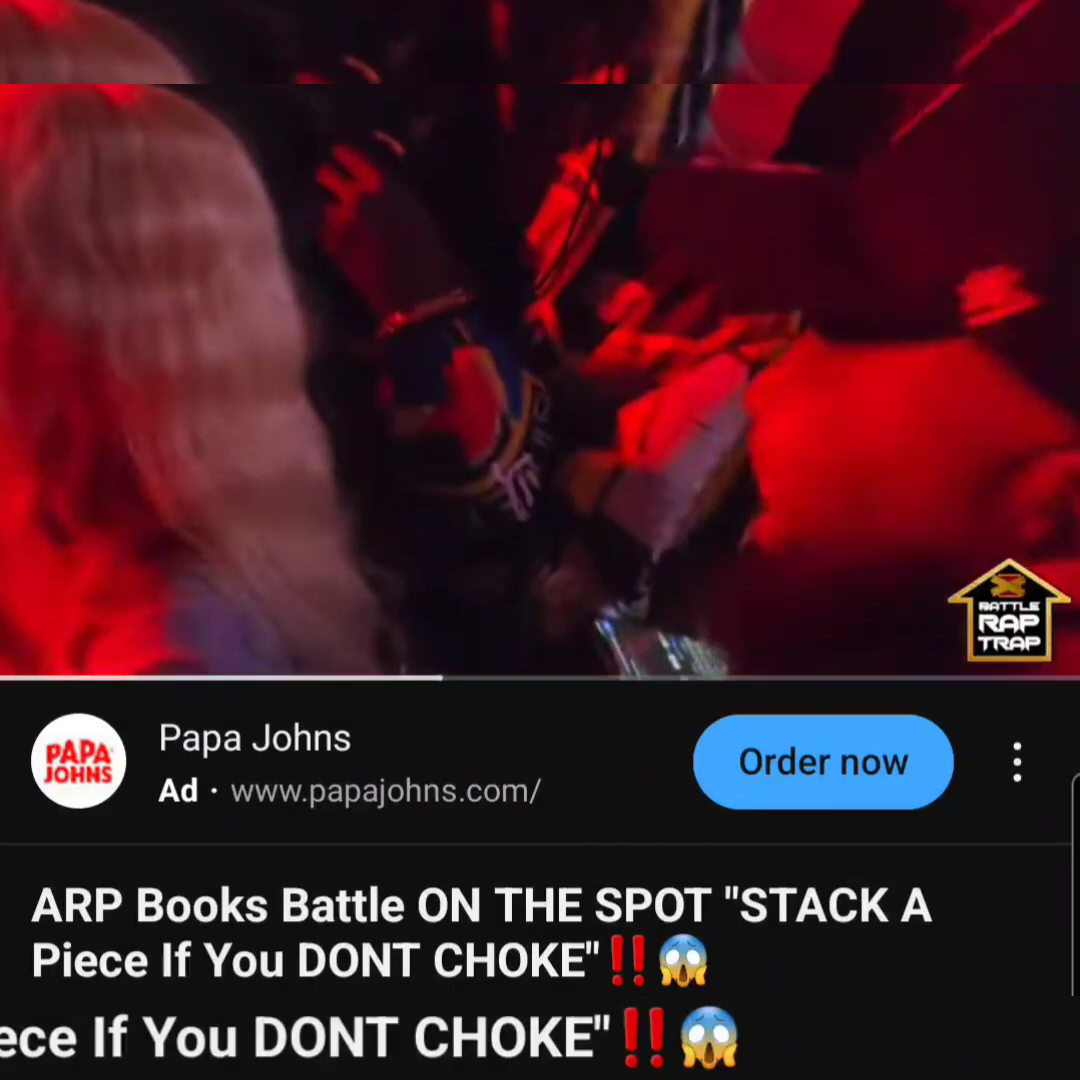 BATTLE
RAP
TRAP
PAPA
JOHNS
Papa Johns
Ad · www.papajohns.com/
Order now
ARP Books Battle ON THE SPOT "STACK A
Piece If You DONT CHOKE"‼️😱
ece If You DONT CHOKE"‼️😱